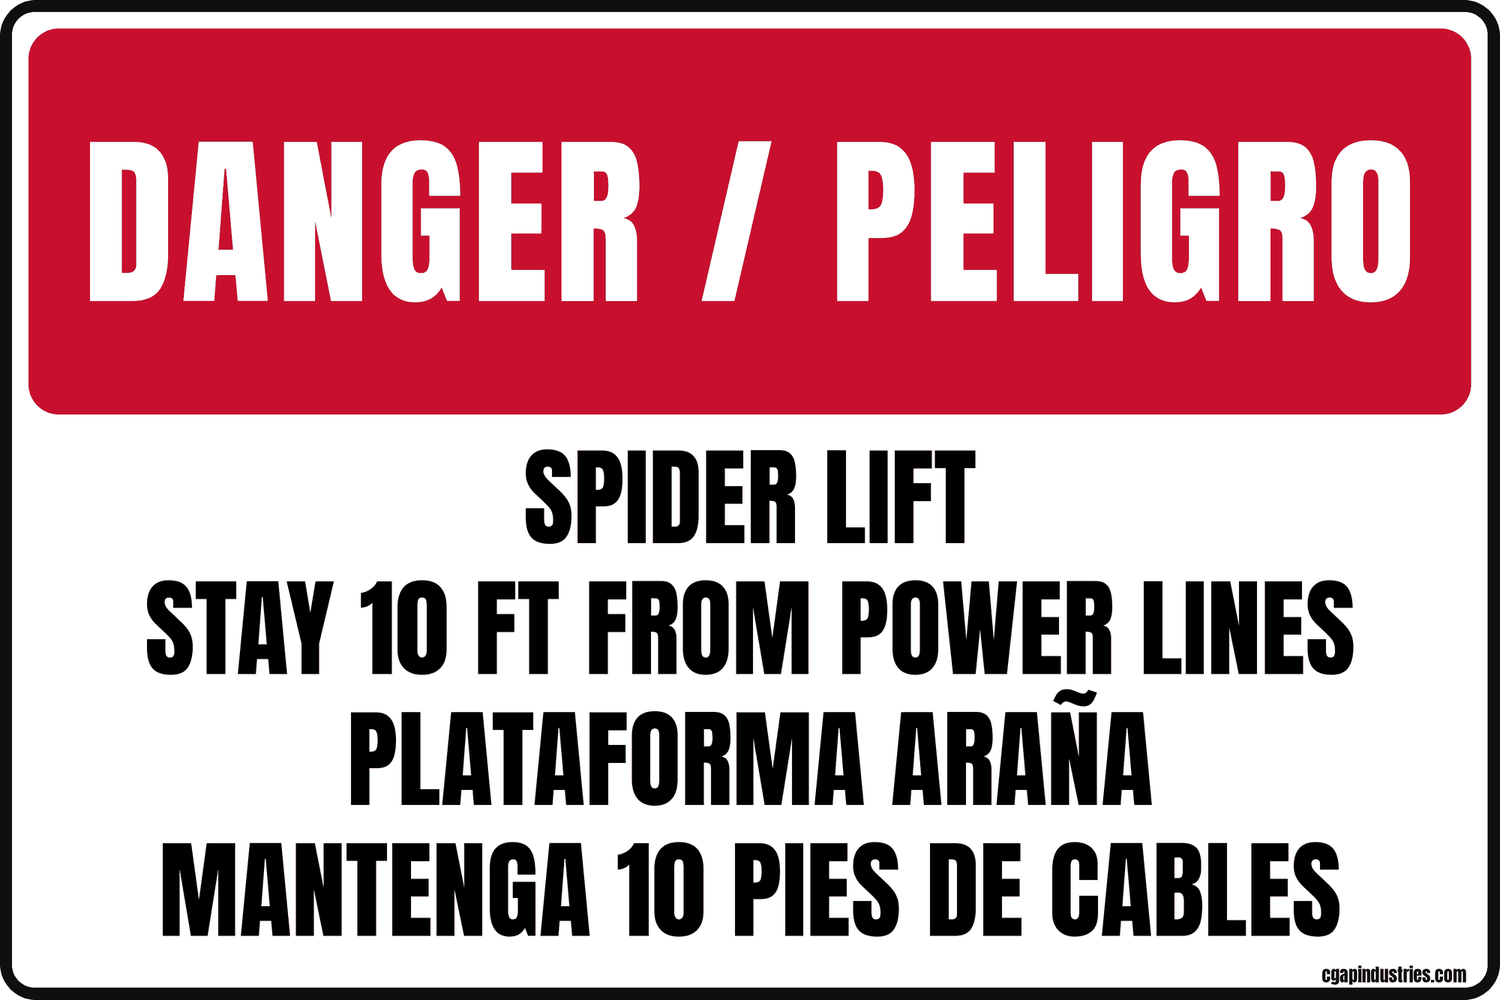 DANGER / PELIGRO
SPIDER LIFT
STAY 10 FT FROM POWER LINES
PLATAFORMA ARAÑA
MANTENGA 10 PIES DE CABLES
cgapindustries.com